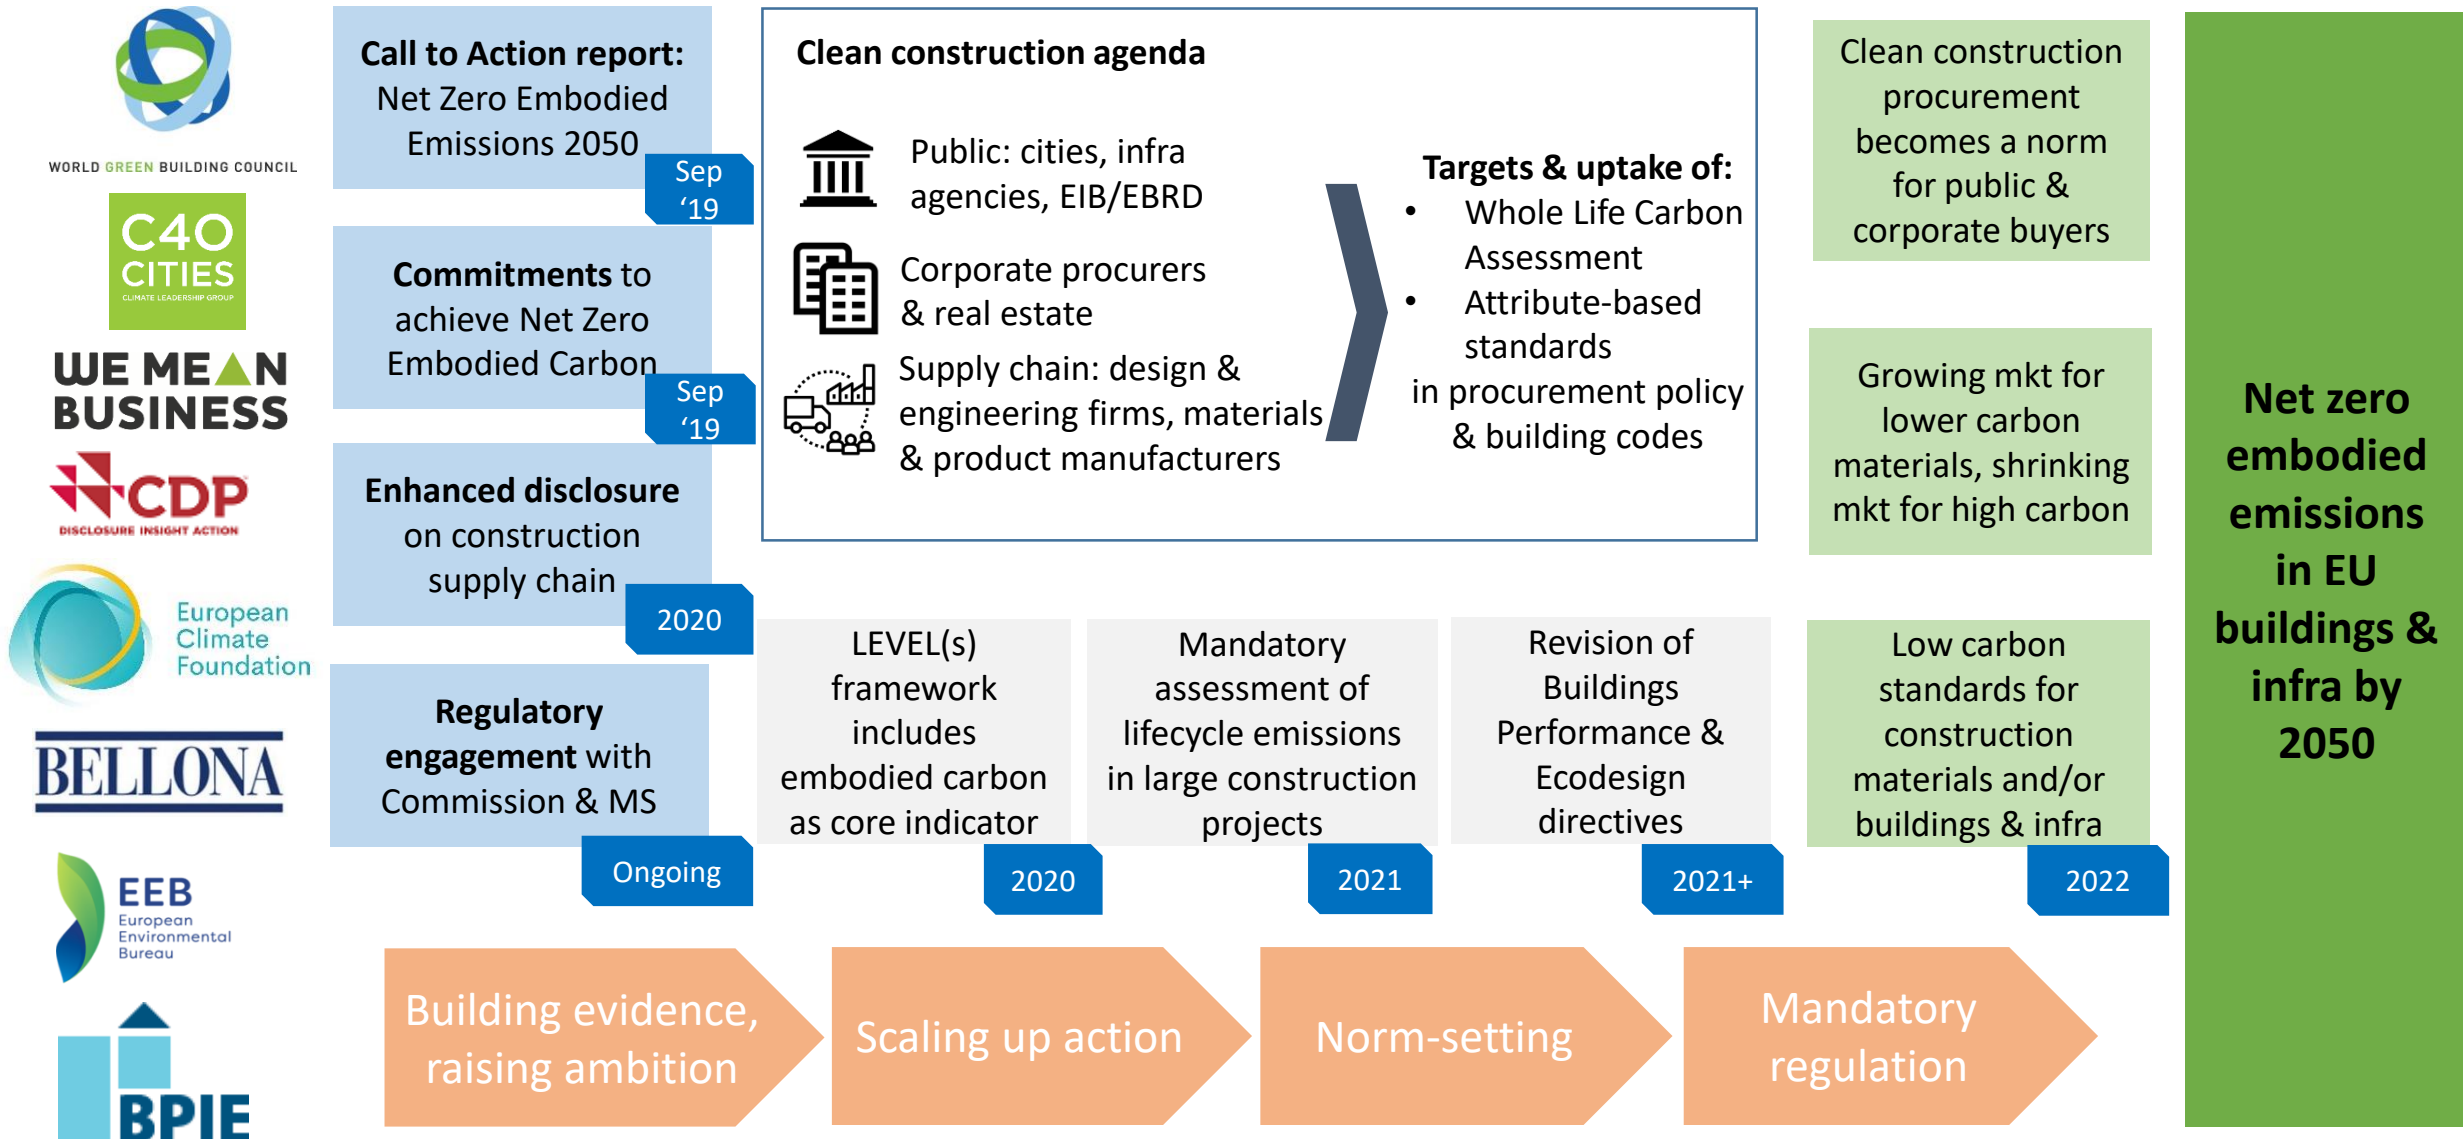 WORLD GREEN BUILDING COUNCIL
C40
CITIES
CLIMATE LEADERSHIP GROUP
WE MEAN
BUSINESS
CDP
DISCLOSURE INSIGHT ACTION
European
Climate
Foundation
BELLONA
EEB
European
Environmental
Bureau
BPIE
Call to Action report:
Net Zero Embodied
Emissions 2050
Sep
‘19
Commitments to
achieve Net Zero
Embodied Carbon
Sep
‘19
Enhanced disclosure
on construction
supply chain
2020
Regulatory
engagement with
Commission & MS
Ongoing
Clean construction agenda
Public: cities, infra
agencies, EIB/EBRD
Corporate procurers
& real estate
Supply chain: design &
engineering firms, materials
& product manufacturers
Targets & uptake of:
• Whole Life Carbon
Assessment
• Attribute-based
standards
in procurement policy
& building codes
LEVEL(s)
framework
includes
embodied carbon
as core indicator
2020
Mandatory
assessment of
lifecycle emissions
in large construction
projects
2021
Revision of
Buildings
Performance &
Ecodesign
directives
2021+
Clean construction
procurement
becomes a norm
for public &
corporate buyers
Growing mkt for
lower carbon
materials, shrinking
mkt for high carbon
Low carbon
standards for
construction
materials and/or
buildings & infra
2022
Net zero
embodied
emissions
in EU
buildings &
infra by
2050
Building evidence,
raising ambition
Scaling up action
Norm-setting
Mandatory
regulation